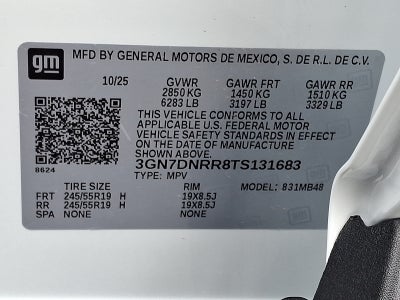 gm
MFD BY GENERAL MOTORS DE MEXICO, S. DE R.L. DE C.V.
10/25 GVWR GAWR FRT GAWR RR
2850 KG 1450 KG 1510 KG
6283 LB 3197 LB 3329 LB
THIS VEHICLE CONFORMS TO ALL
APPLICABLE U.S. FEDERAL MOTOR
VEHICLE SAFETY STANDARDS IN EFFECT
ON THE DATE OF MANUFACTURE
SHOWN ABOVE.
8624
3GN7DNRR8TS131683
TYPE: MPV MODEL: 831MB48
TIRE SIZE RIM
FRT 245/55R19 H 19X8.5J
RR 245/55R19 H 19X8.5J
SPA NONE NONE